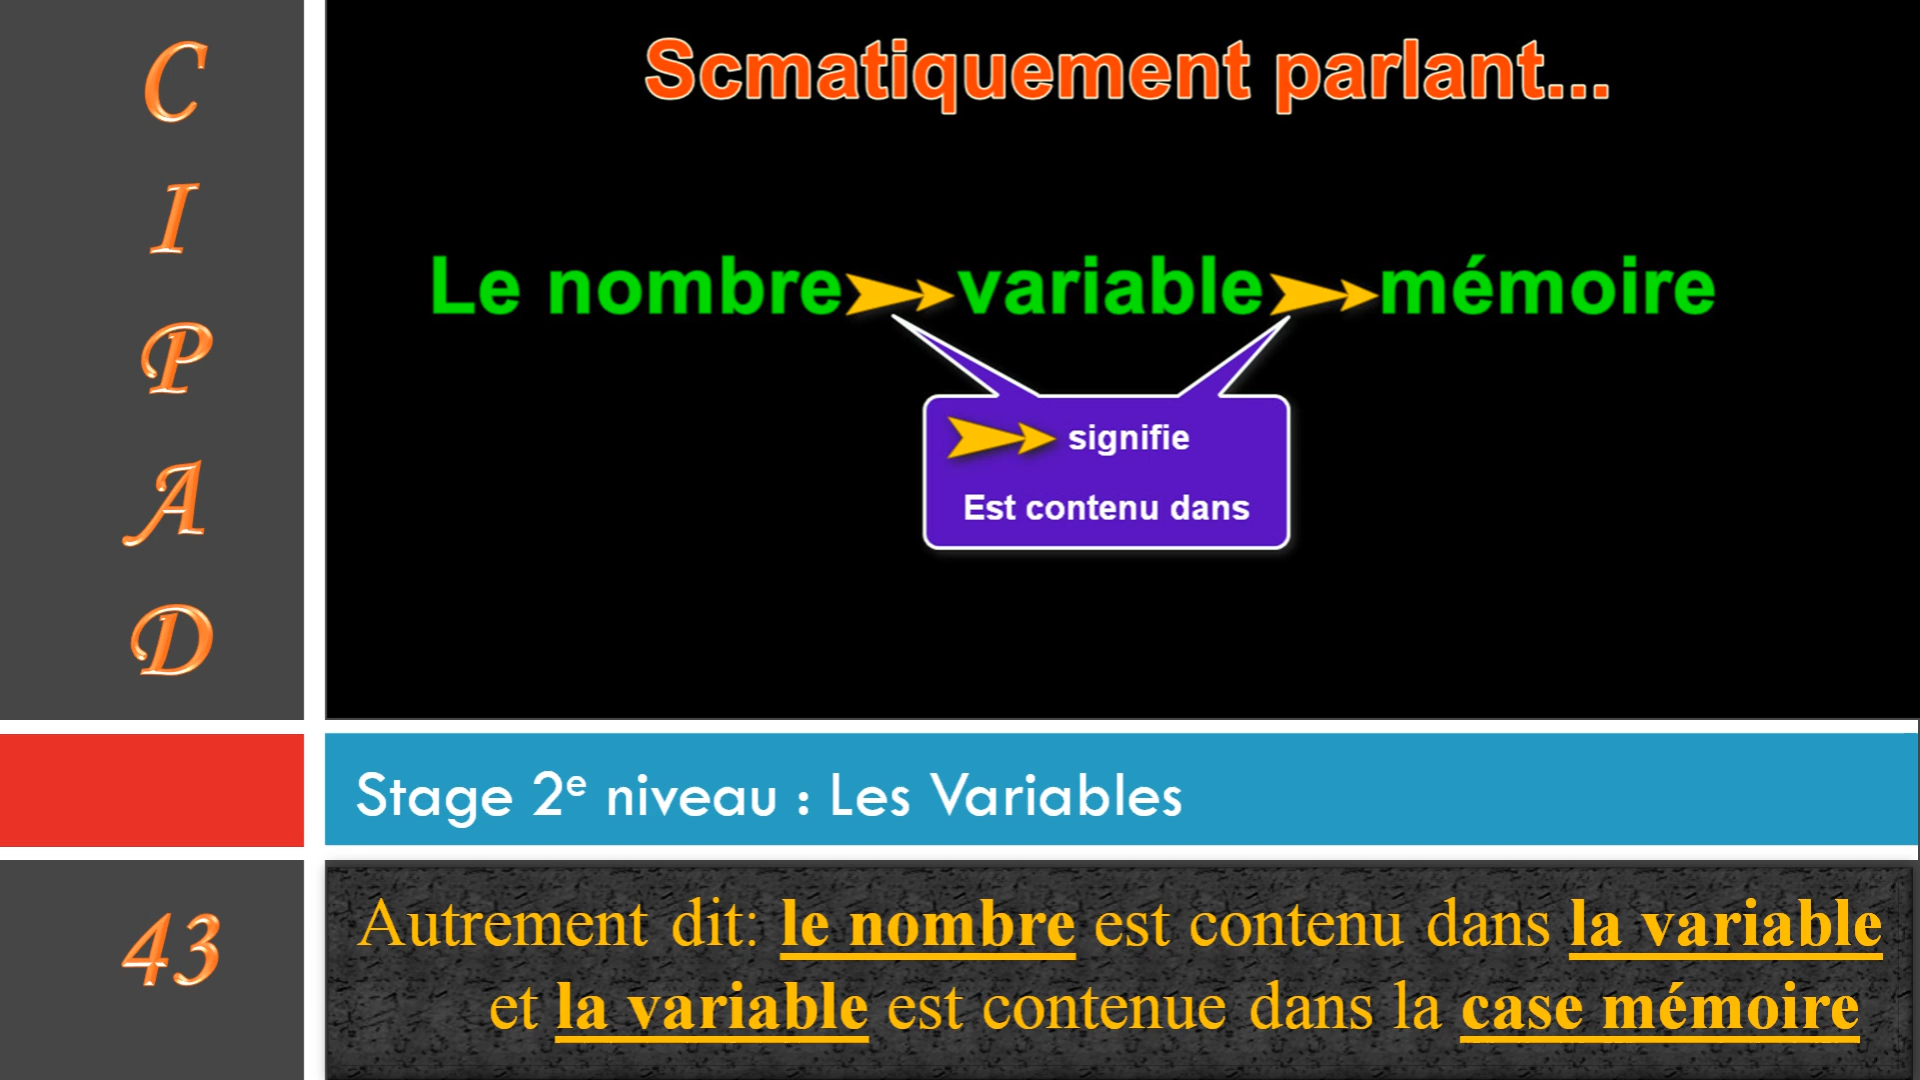 C
I
P
A
D
Scmatiquement parlant...
Le nombre variable mémoire
signifie
Est contenu dans
Stage 2e niveau : Les Variables
43
Autrement dit: le nombre est contenu dans la variable
et la variable est contenue dans la case mémoire